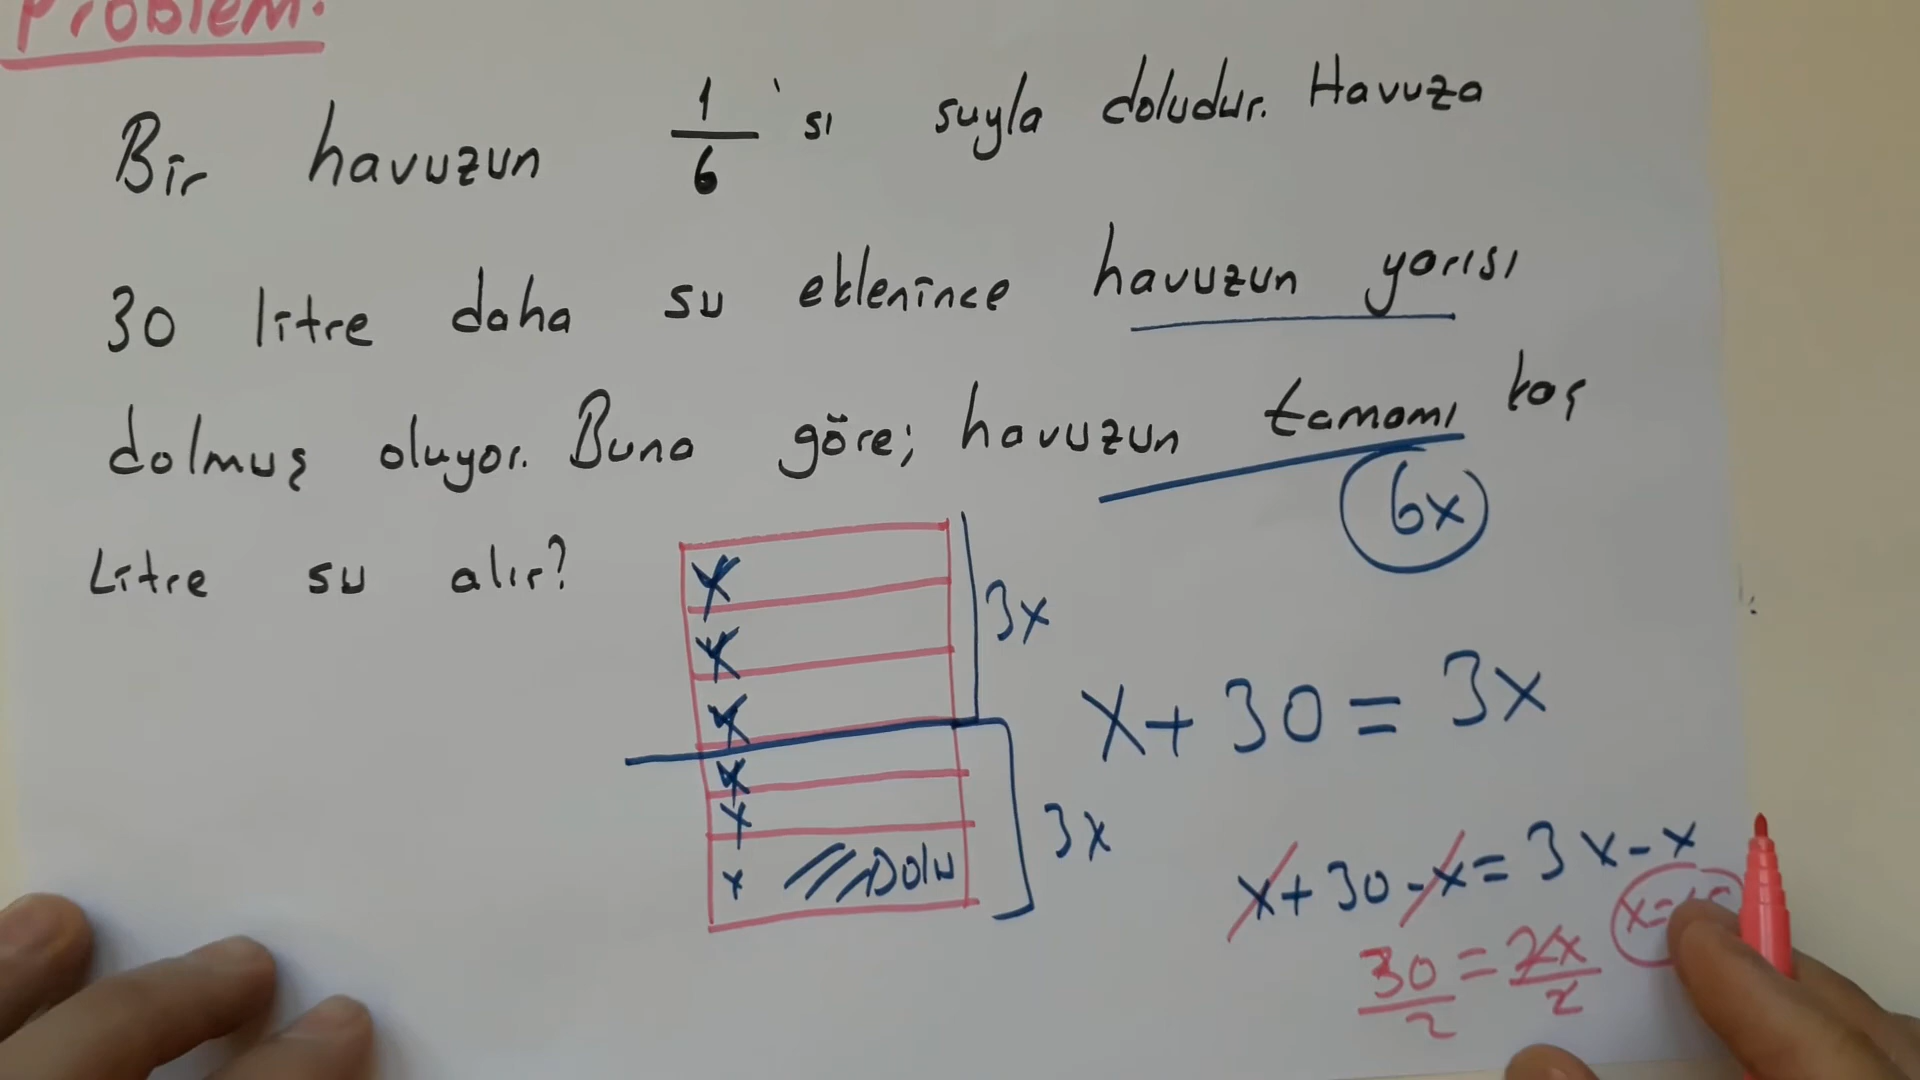 Problem:
Bir havuzun 1/6 'sı suyla doludur. Havuza
30 litre daha su eklenince havuzun yarısı
dolmuş oluyor. Buna göre; havuzun tamamı kaç
Litre su alır?
6x
x
x
x
x
x
x Dolu
3x
3x
x + 30 = 3x
x + 30 - x = 3x - x
30/2 = 2x/2